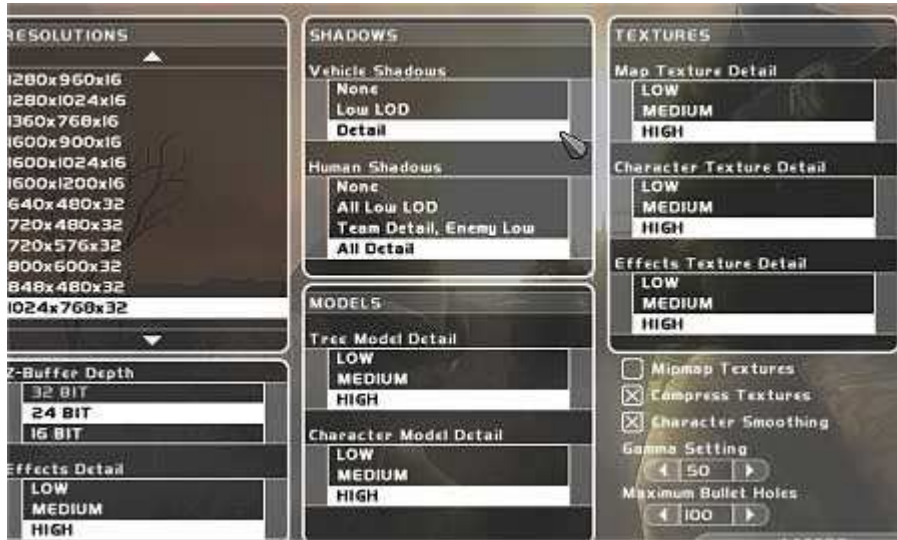 RESOLUTIONS
1280x960x16
1280x1024x16
1360x768x16
1600x900x16
1600x1024x16
1600x1200x16
640x480x32
720x480x32
720x576x32
800x600x32
848x480x32
1024x768x32
Z-Buffer Depth
32 BIT
24 BIT
16 BIT
Effects Detail
LOW
MEDIUM
HIGH
SHADOWS
Vehicle Shadows
None
Low LOD
Detail
Human Shadows
None
All Low LOD
Team Detail, Enemy Low
All Detail
MODELS
Tree Model Detail
LOW
MEDIUM
HIGH
Character Model Detail
LOW
MEDIUM
HIGH
TEXTURES
Map Texture Detail
LOW
MEDIUM
HIGH
Character Texture Detail
LOW
MEDIUM
HIGH
Effects Texture Detail
LOW
MEDIUM
HIGH
Mipmap Textures
Compress Textures
Character Smoothing
Gamma Setting
50
Maximum Bullet Holes
100